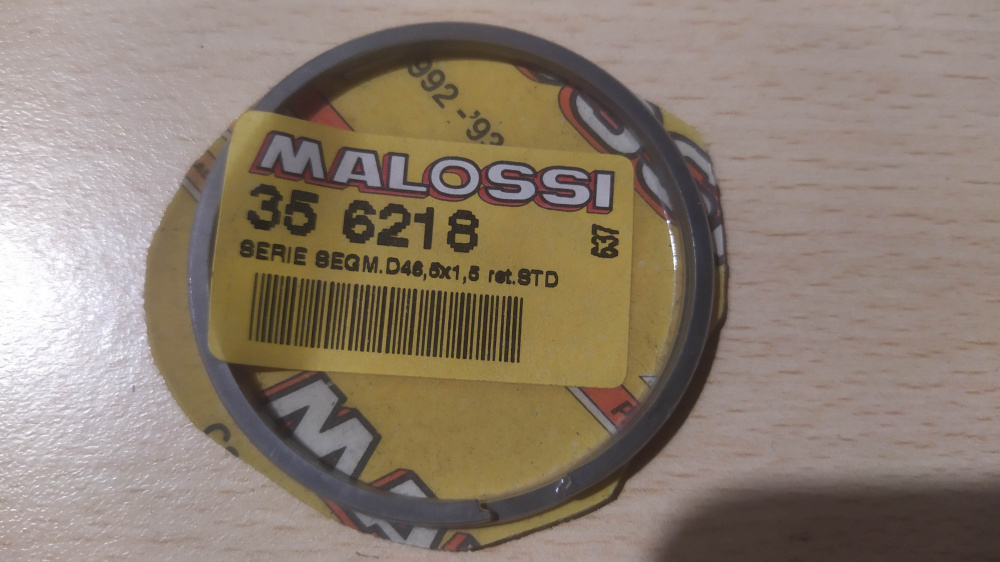 992-'93
MALOSSI
35 6218
637
SERIE SEGM.D46,5x1,5 ret.STD